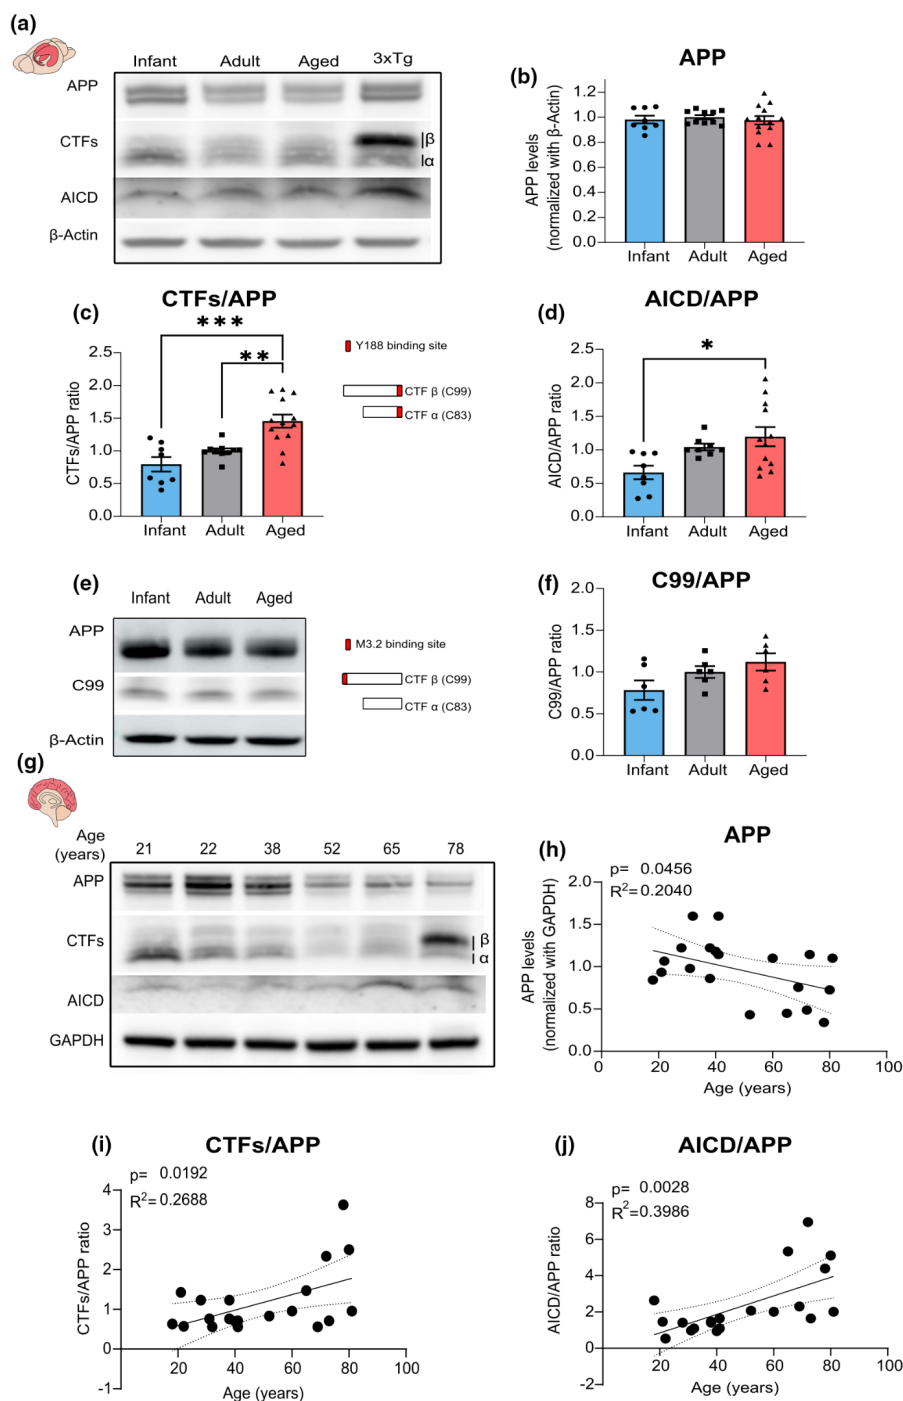 (a)
Infant Adult Aged 3xTg
APP
CTFs
β
α
AICD
β-Actin
(b)
APP
APP levels
(normalized with β-Actin)
1.2
1.0
0.8
0.6
0.4
0.2
0.0
Infant Adult Aged
(c)
CTFs/APP
***
**
CTFs/APP ratio
2.5
2.0
1.5
1.0
0.5
0.0
Infant Adult Aged
Y188 binding site
CTF β (C99)
CTF α (C83)
(d)
AICD/APP
*
AICD/APP ratio
2.5
2.0
1.5
1.0
0.5
0.0
Infant Adult Aged
(e)
Infant Adult Aged
APP
C99
β-Actin
M3.2 binding site
CTF β (C99)
CTF α (C83)
(f)
C99/APP
C99/APP ratio
2.0
1.5
1.0
0.5
0.0
Infant Adult Aged
(g)
Age
(years)
21 22 38 52 65 78
APP
CTFs
β
α
AICD
GAPDH
(h)
APP
p= 0.0456
R²= 0.2040
APP levels
(normalized with GAPDH)
2.0
1.5
1.0
0.5
0.0
0 20 40 60 80 100
Age (years)
(i)
CTFs/APP
p= 0.0192
R²= 0.2688
CTFs/APP ratio
4
3
2
1
0
-1
20 40 60 80 100
Age (years)
(j)
AICD/APP
p= 0.0028
R²= 0.3986
AICD/APP ratio
8
6
4
2
0
-2
20 40 60 80 100
Age (years)